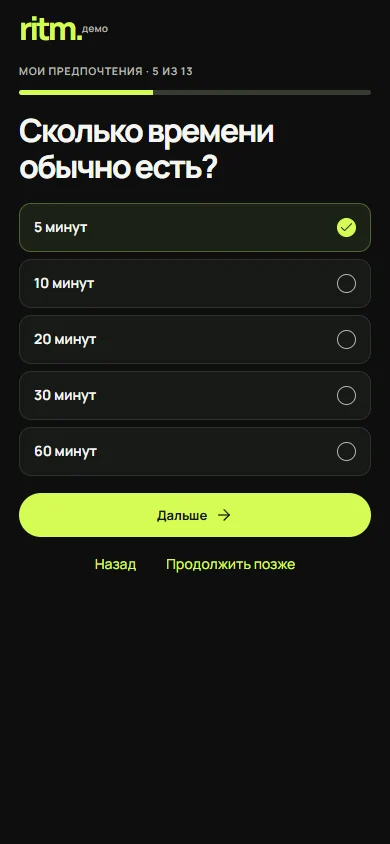 ritm. демо
МОИ ПРЕДПОЧТЕНИЯ · 5 ИЗ 13
Сколько времени
обычно есть?
5 минут
10 минут
20 минут
30 минут
60 минут
Дальше →
Назад Продолжить позже